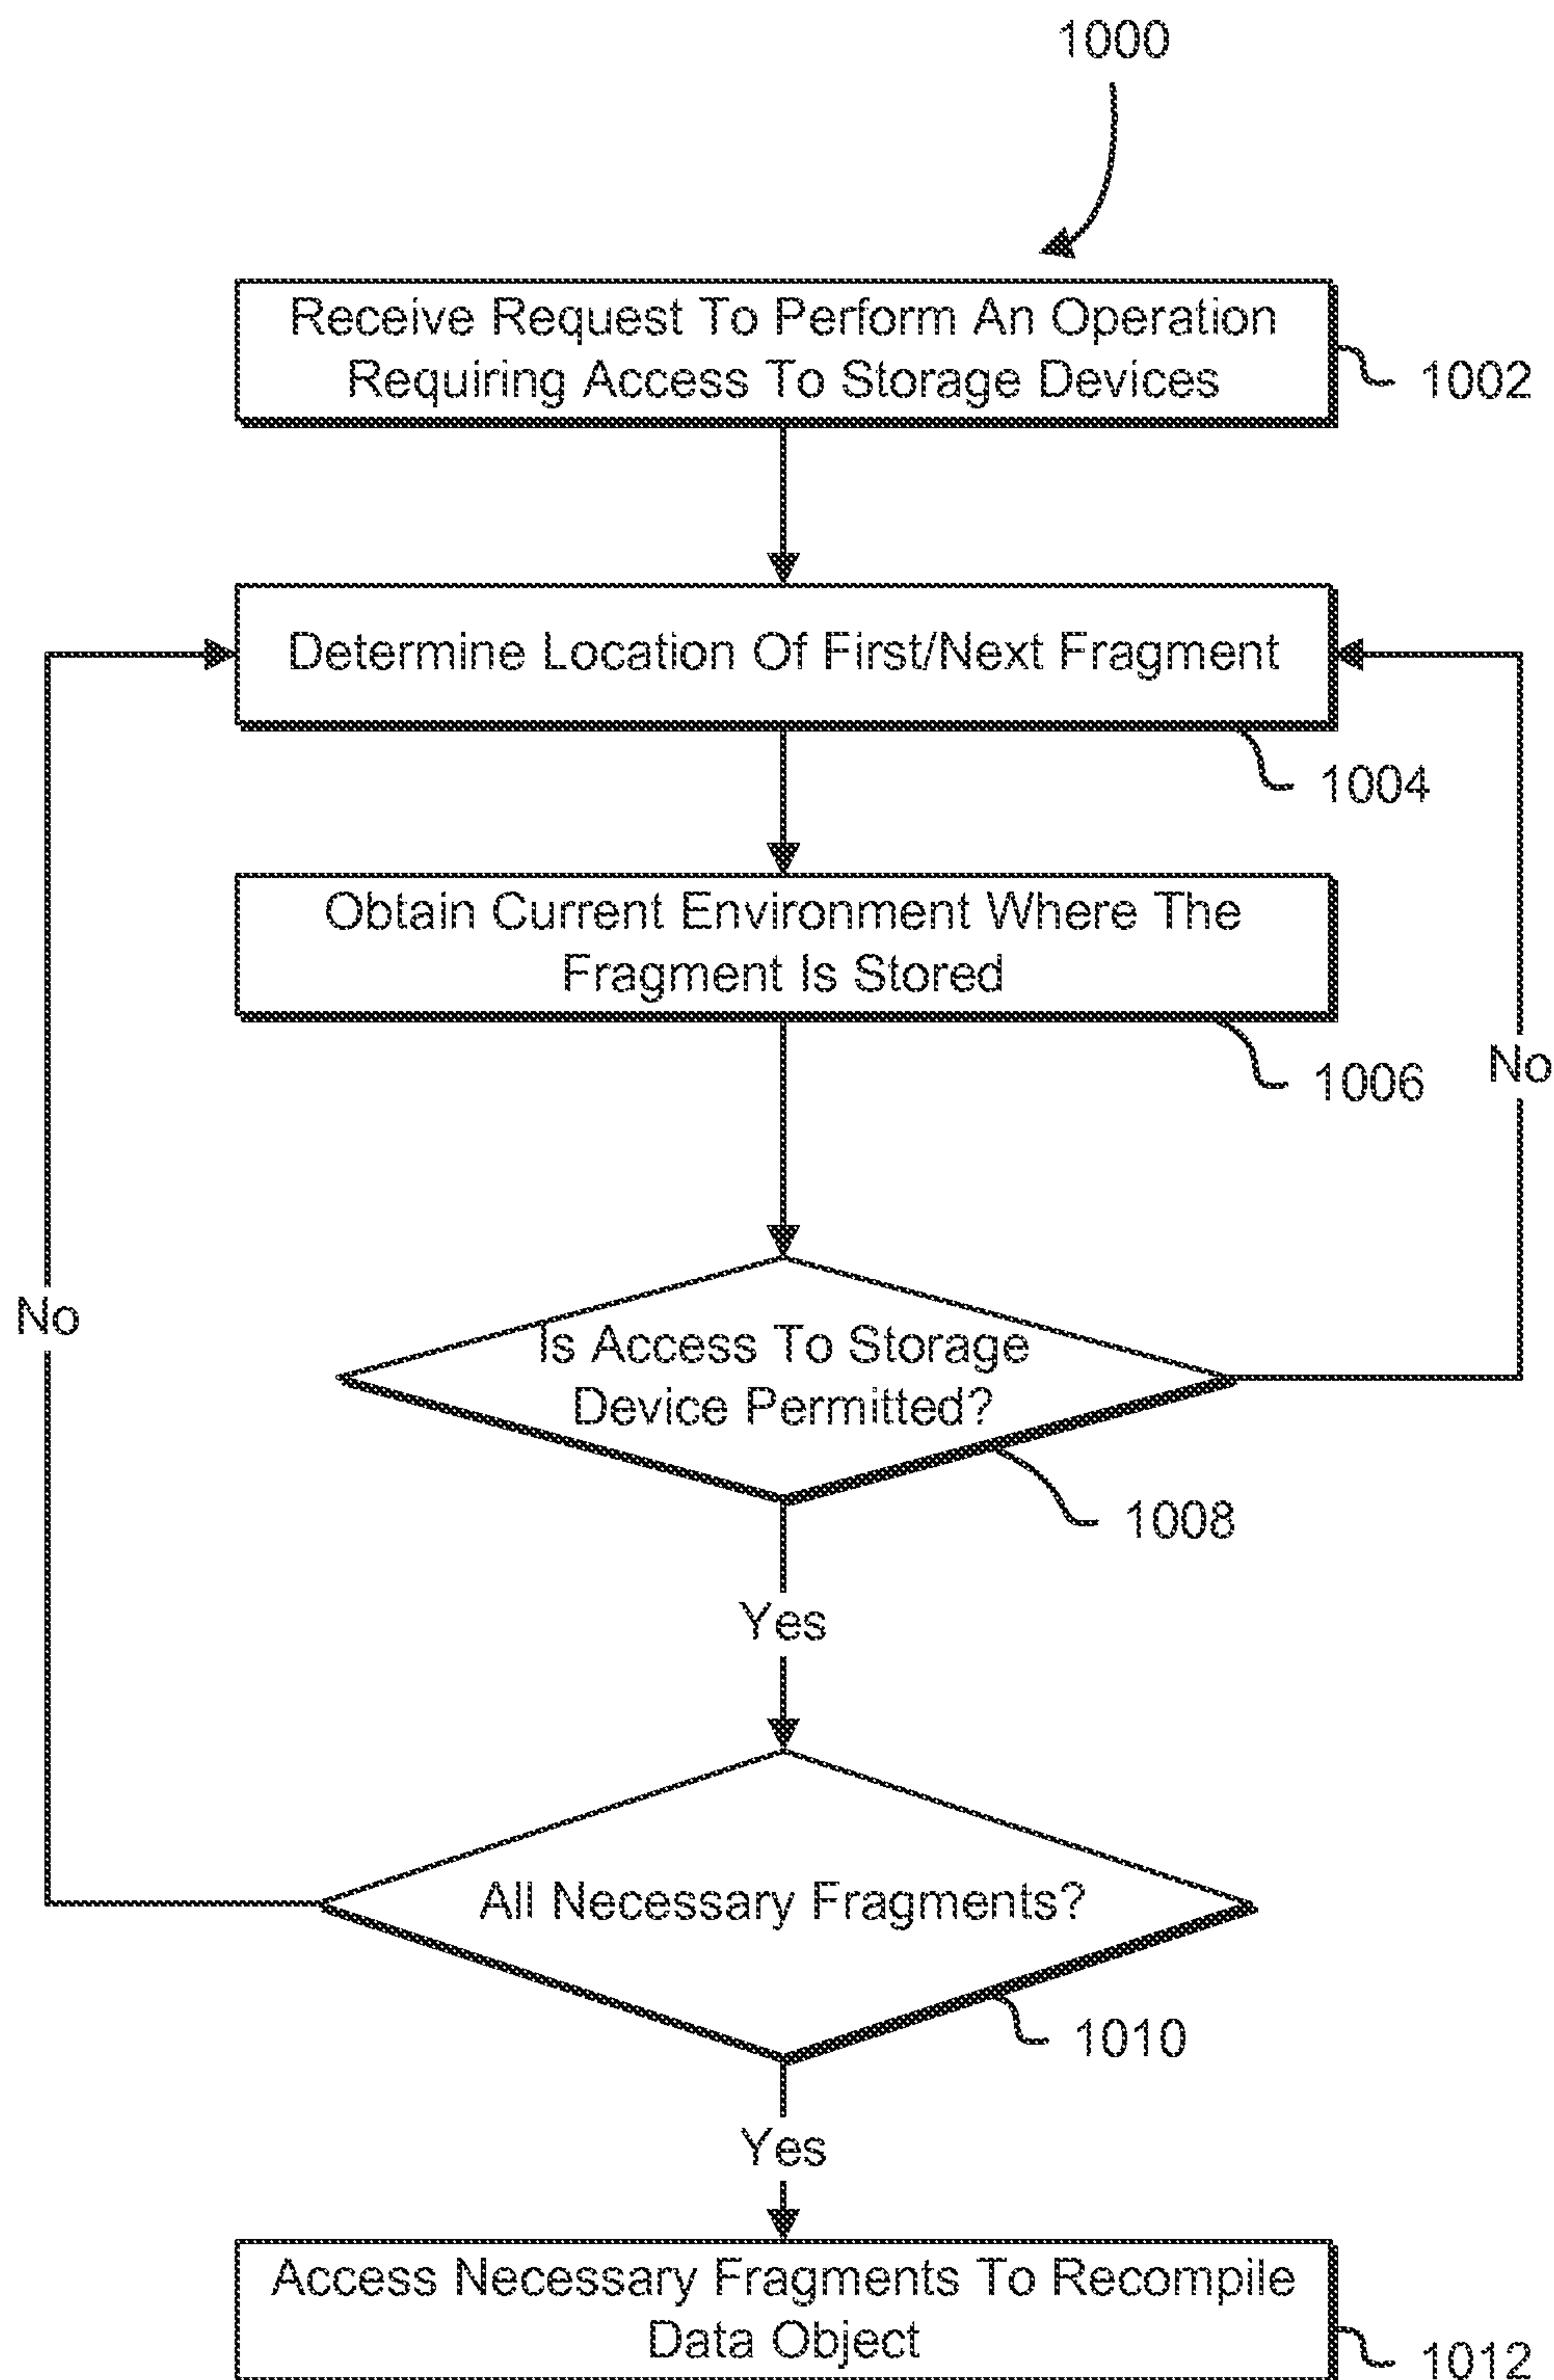 1000
Receive Request To Perform An Operation
Requiring Access To Storage Devices
1002
Determine Location Of First/Next Fragment
1004
Obtain Current Environment Where The
Fragment Is Stored
1006
No
No
Is Access To Storage
Device Permitted?
1008
Yes
All Necessary Fragments?
1010
Yes
Access Necessary Fragments To Recompile
Data Object
1012